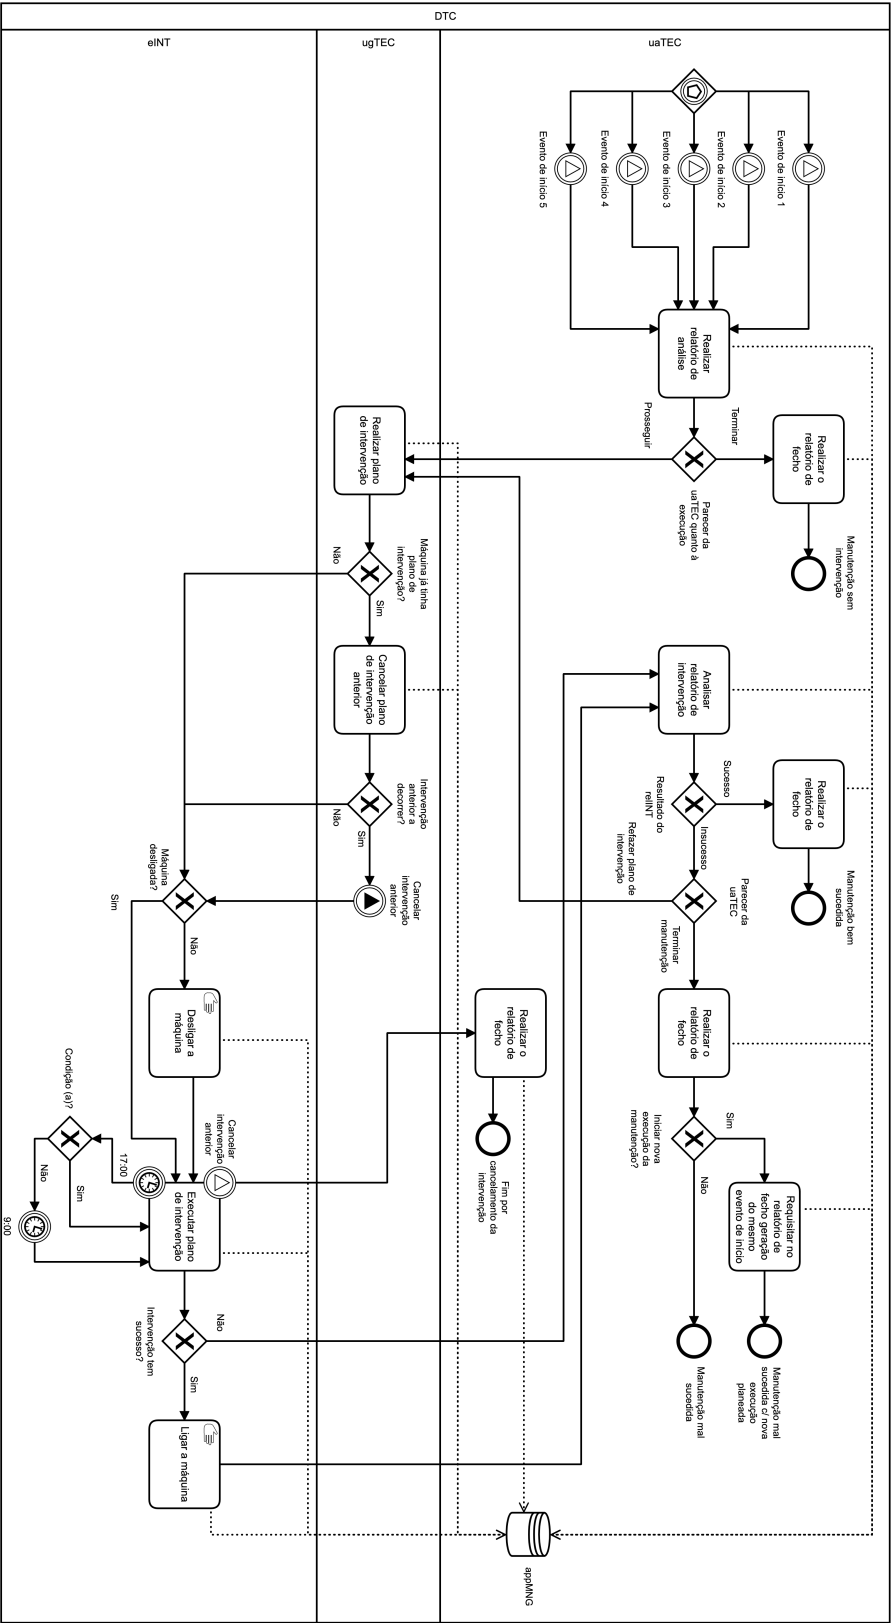 DTC
uaTEC
ugTEC
eINT
Evento de início 1
Evento de início 2
Evento de início 3
Evento de início 4
Evento de início 5
Realizar
relatório de
análise
Terminar
Prosseguir
Parecer da
uaTEC quanto à
execução
Realizar o
relatório de
fecho
Manutenção sem
intervenção
Analisar
relatório de
intervenção
Sucesso
Resultado do
relINT
Insucesso
Realizar o
relatório de
fecho
Manutenção bem
sucedida
Parecer da
uaTEC
Refazer plano de
intervenção
Terminar
manutenção
Realizar o
relatório de
fecho
Sim
Não
Iniciar nova
execução da
manutenção?
Requisitar no
relatório de
fecho geração
do mesmo
evento de início
Manutenção mal
sucedida c/ nova
execução
planeada
Manutenção mal
sucedida
Realizar plano
de intervenção
Máquina já tinha
plano de
intervenção?
Não
Sim
Cancelar plano
de intervenção
anterior
Intervenção
anterior a
decorrer?
Não
Sim
Cancelar
intervenção
anterior
Realizar o
relatório de
fecho
Fim por
cancelamento da
intervenção
Máquina
desligada?
Sim
Não
Desligar a
máquina
Cancelar
intervenção
anterior
Executar plano
de intervenção
17:00
Condição (a)?
Sim
Não
9:00
Intervenção tem
sucesso?
Não
Sim
Ligar a máquina
appMNG